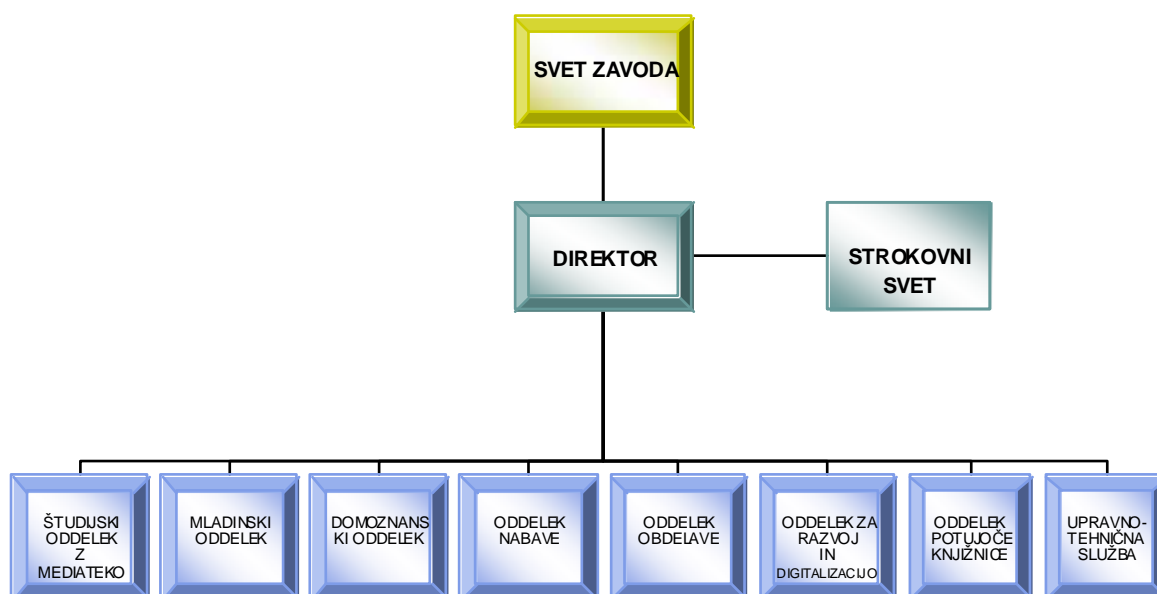 SVET ZAVODA
DIREKTOR
STROKOVNI
SVET
ŠTUDIJSKI
ODDELEK
Z
MEDIATEKO
MLADINSKI
ODDELEK
DOMOZNANS
KI ODDELEK
ODDELEK
NABAVE
ODDELEK
OBDELAVE
ODDELEK ZA
RAZVOJ
IN
DIGITALIZACIJO
ODDELEK
POTUJOČE
KNJIŽNICE
UPRAVNO-
TEHNIČNA
SLUŽBA